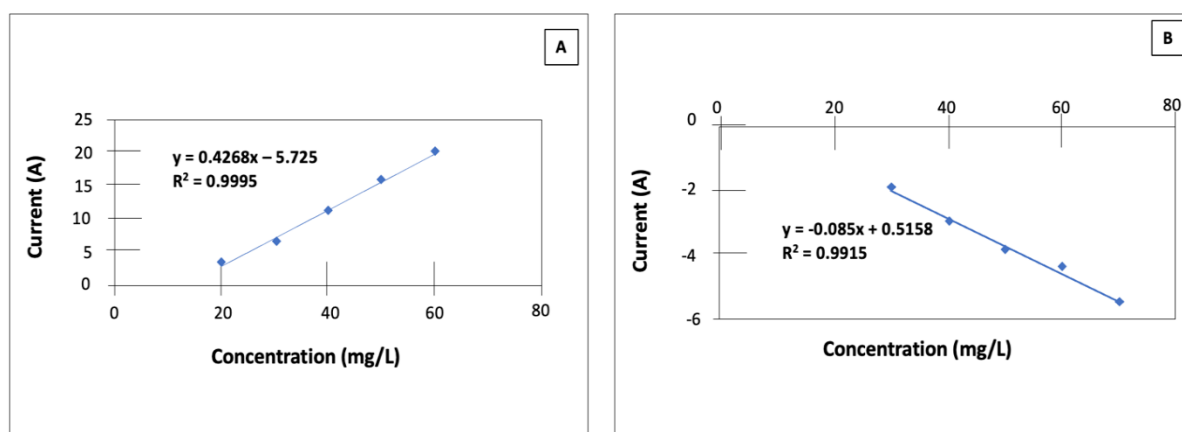 A
25
20
15
10
5
0
y = 0.4268x – 5.725
R² = 0.9995
Current (A)
0 20 40 60 80
Concentration (mg/L)
B
0 20 40 60 80
0
-2
-4
-6
y = -0.085x + 0.5158
R² = 0.9915
Current (A)
Concentration (mg/L)